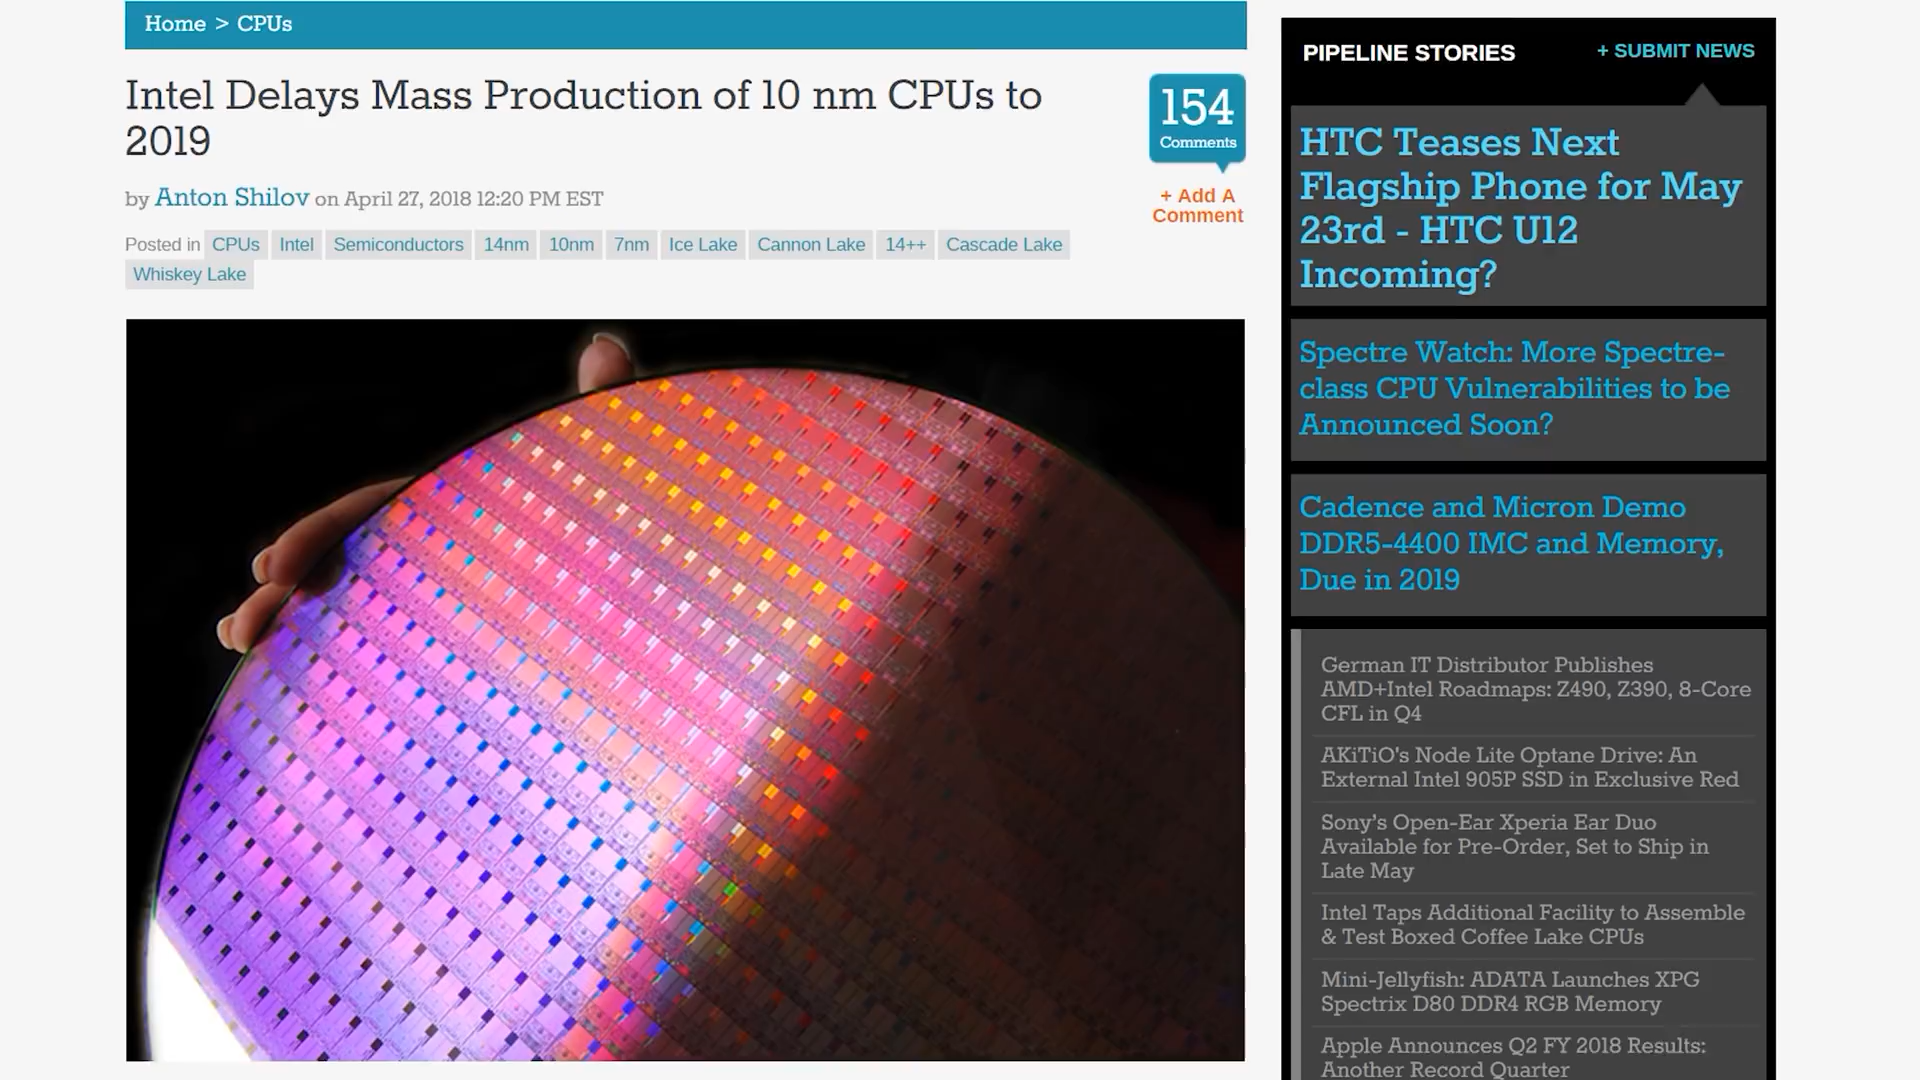 Home > CPUs
Intel Delays Mass Production of 10 nm CPUs to
2019
154
Comments
+ Add A
Comment
by Anton Shilov on April 27, 2018 12:20 PM EST
Posted in CPUs Intel Semiconductors 14nm 10nm 7nm Ice Lake Cannon Lake 14++ Cascade Lake
Whiskey Lake
PIPELINE STORIES
+ SUBMIT NEWS
HTC Teases Next
Flagship Phone for May
23rd - HTC U12
Incoming?
Spectre Watch: More Spectre-
class CPU Vulnerabilities to be
Announced Soon?
Cadence and Micron Demo
DDR5-4400 IMC and Memory,
Due in 2019
German IT Distributor Publishes
AMD+Intel Roadmaps: Z490, Z390, 8-Core
CFL in Q4
AKiTiO's Node Lite Optane Drive: An
External Intel 905P SSD in Exclusive Red
Sony's Open-Ear Xperia Ear Duo
Available for Pre-Order, Set to Ship in
Late May
Intel Taps Additional Facility to Assemble
& Test Boxed Coffee Lake CPUs
Mini-Jellyfish: ADATA Launches XPG
Spectrix D80 DDR4 RGB Memory
Apple Announces Q2 FY 2018 Results:
Another Record Quarter